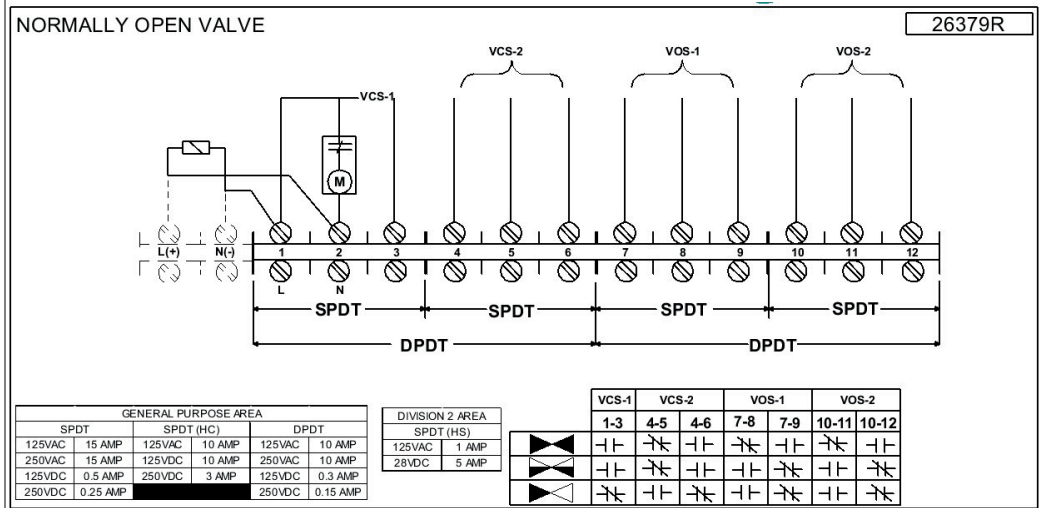 NORMALLY OPEN VALVE
26379R
VCS-2 VOS-1 VOS-2
VCS-1
M
L(+) N(-) 1 2 3 4 5 6 7 8 9 10 11 12
L N
SPDT SPDT SPDT SPDT
DPDT DPDT
GENERAL PURPOSE AREA
SPDT SPDT (HC) DPDT
125VAC 15 AMP 125VAC 10 AMP 125VAC 10 AMP
250VAC 15 AMP 125VDC 10 AMP 250VAC 10 AMP
125VDC 0.5 AMP 250VDC 3 AMP 125VDC 0.3 AMP
250VDC 0.25 AMP 250VDC 0.15 AMP
DIVISION 2 AREA
SPDT (HS)
125VAC 1 AMP
28VDC 5 AMP
VCS-1 VCS-2 VOS-1 VOS-2
1-3 4-5 4-6 7-8 7-9 10-11 10-12